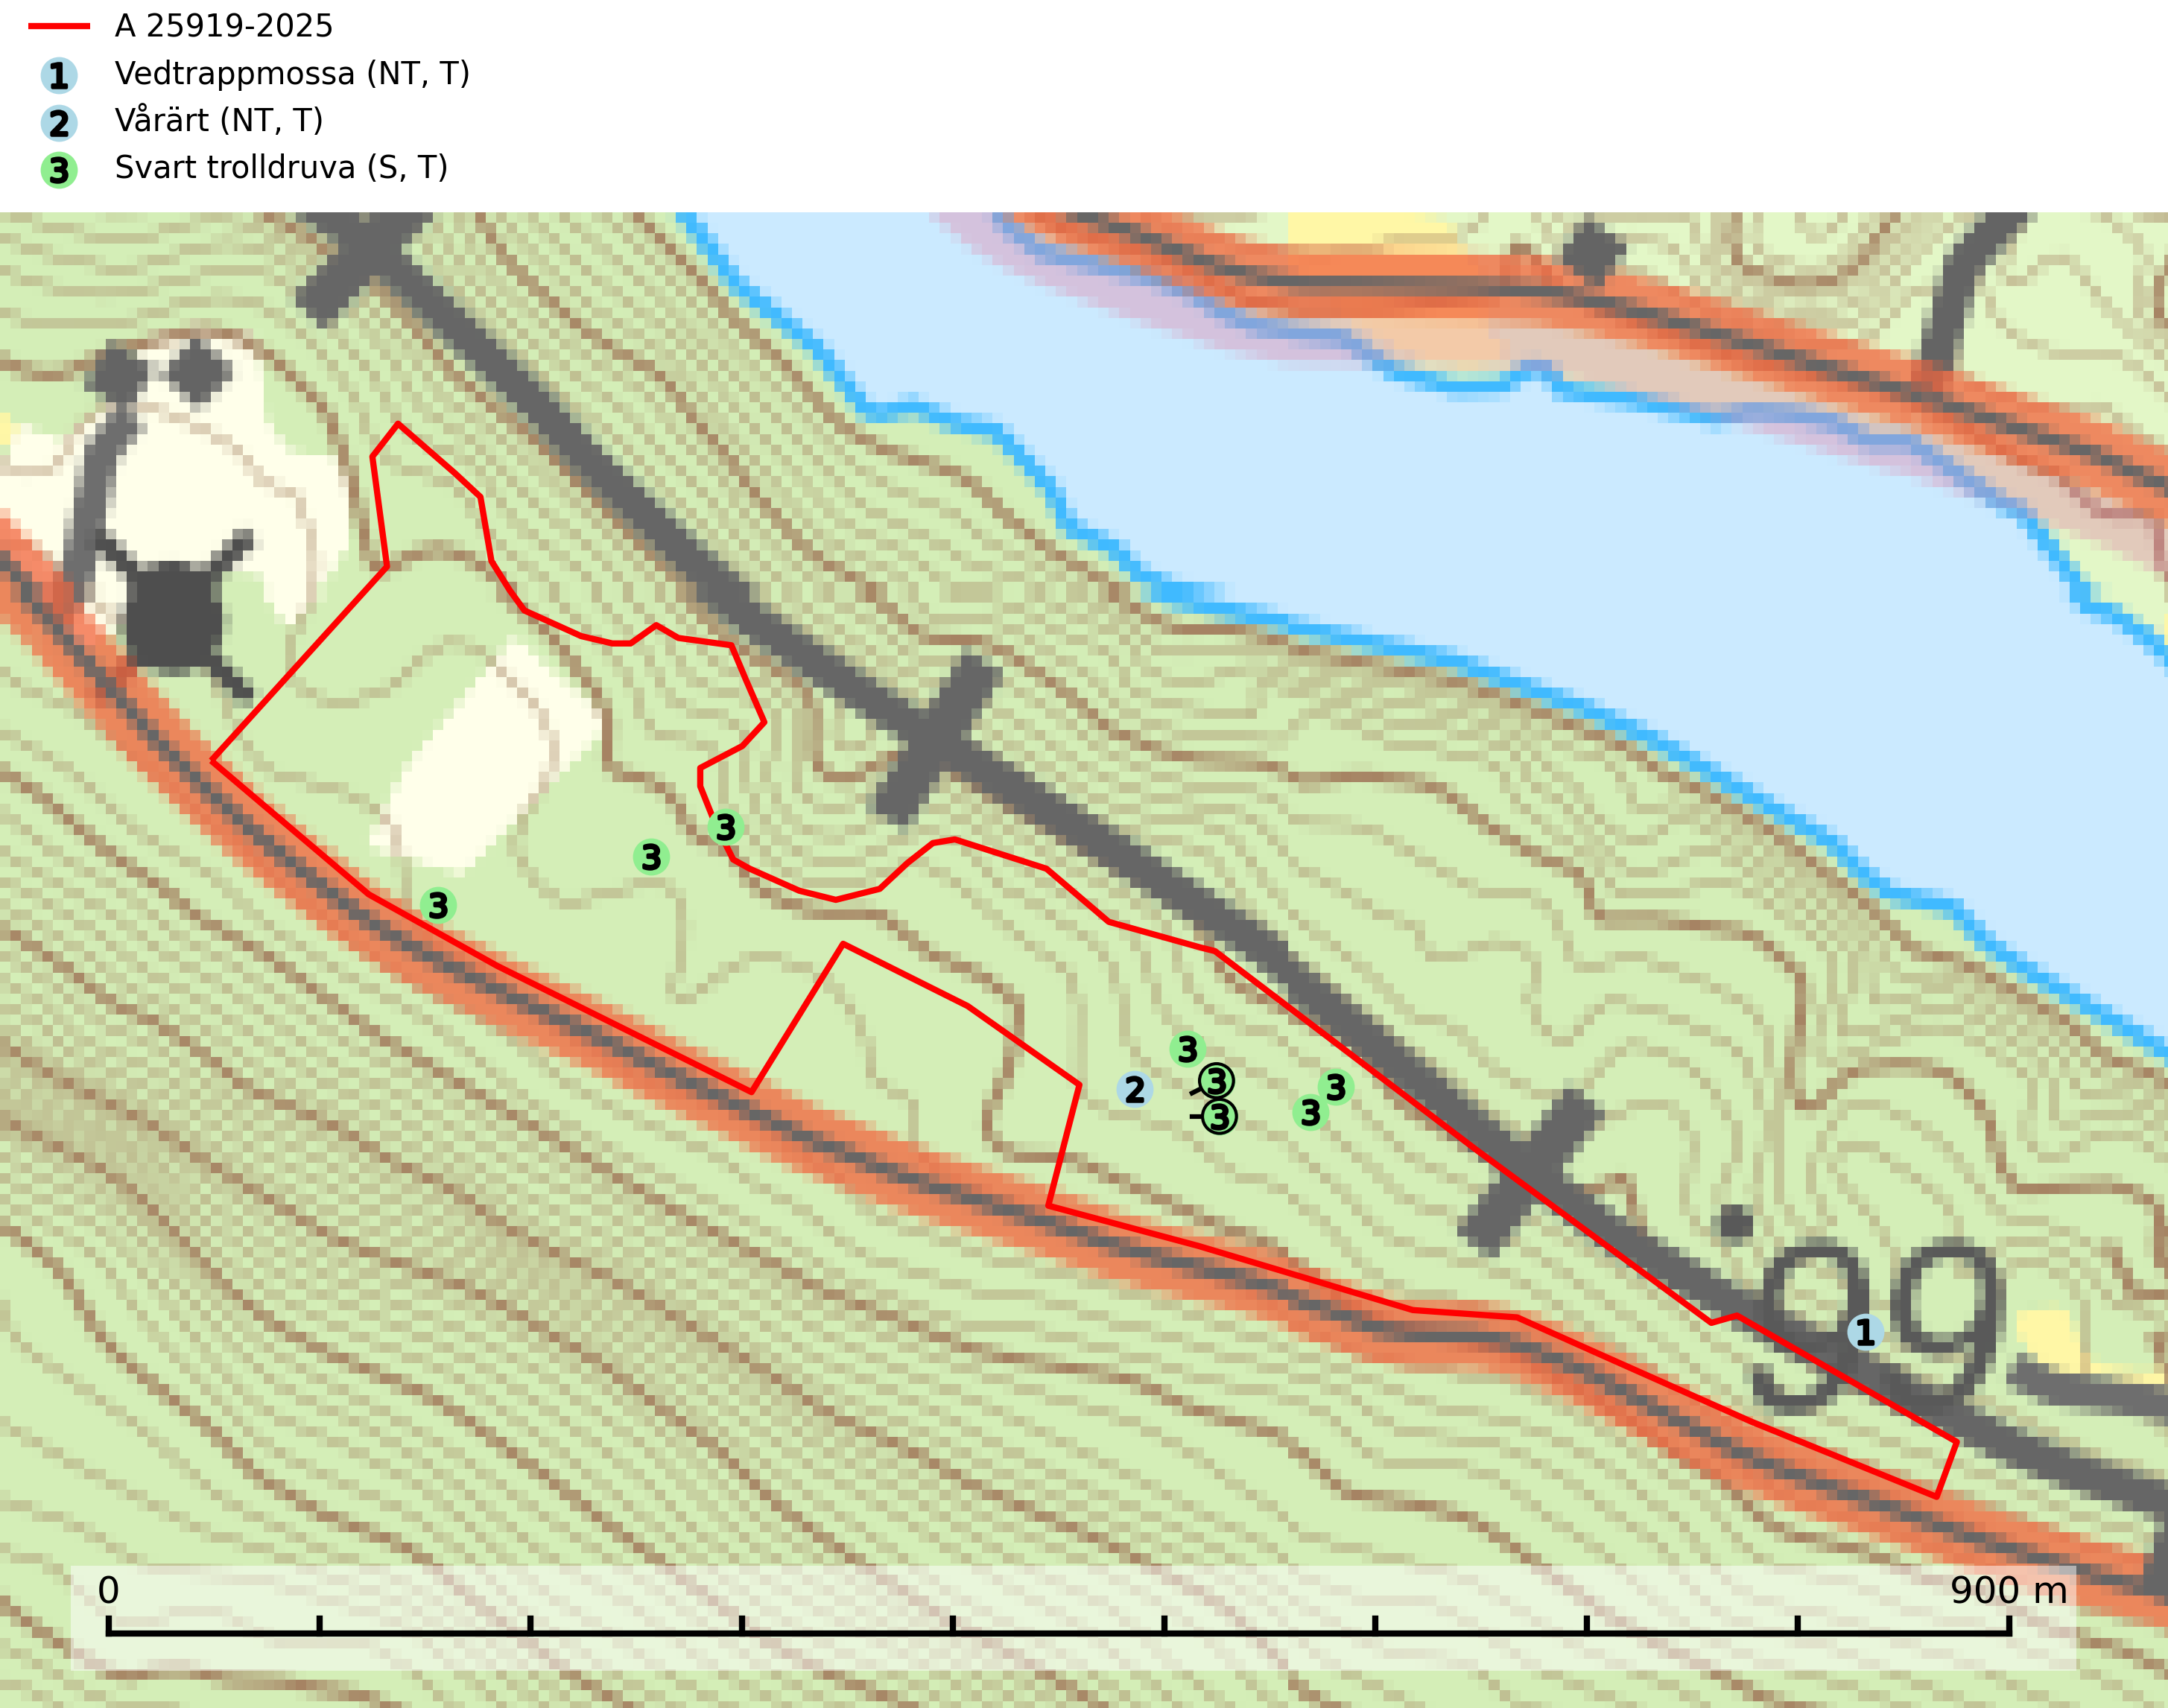 A 25919-2025
1 Vedtrappmossa (NT, T)
2 Vårärt (NT, T)
3 Svart trolldruva (S, T)
3
3
3
3
2
3
3
3
3
99
1
0
900 m